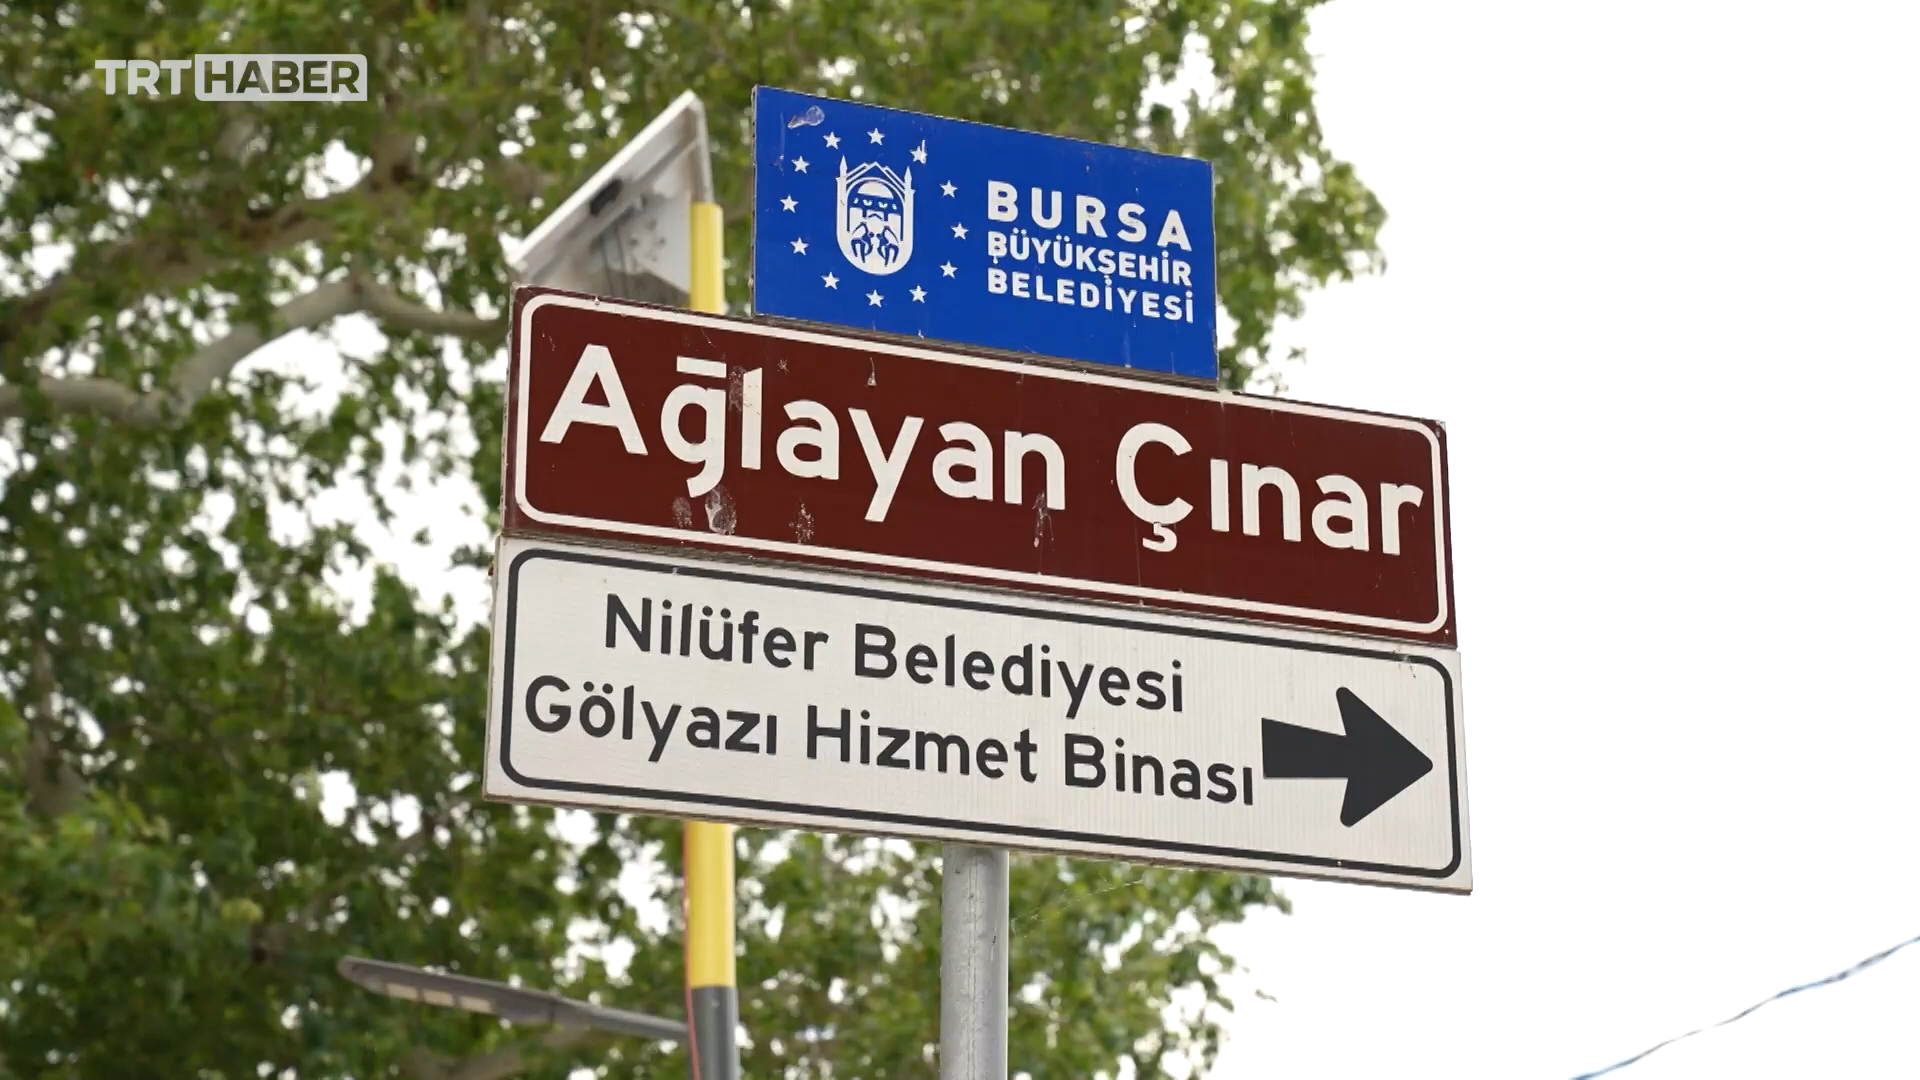 TRT HABER
BURSA
BÜYÜKŞEHİR
BELEDİYESİ
Ağlayan Çınar
Nilüfer Belediyesi
Gölyazı Hizmet Binası